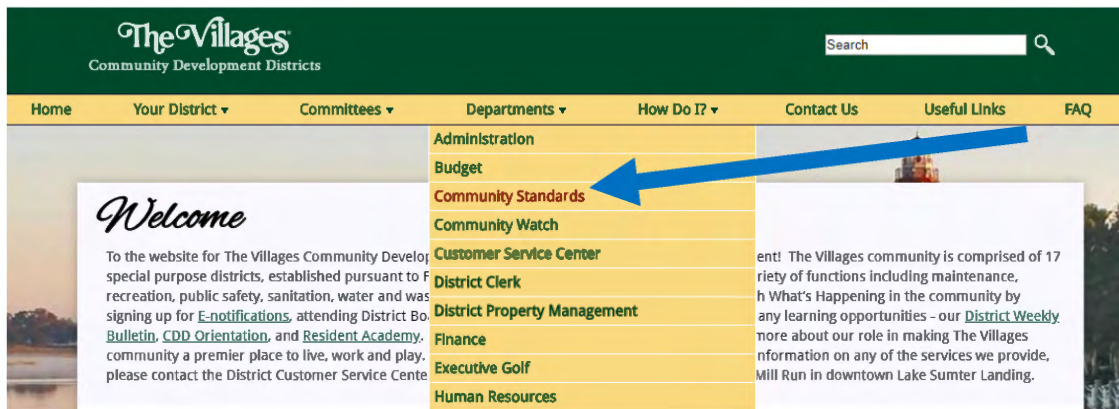 The Villages
Community Development Districts
Search
Home Your District Committees Departments How Do I? Contact Us Useful Links FAQ
Administration
Budget
Community Standards
Community Watch
Customer Service Center
District Clerk
District Property Management
Finance
Executive Golf
Human Resources
Welcome
To the website for The Villages Community Develop ent! The Villages community is comprised of 17
special purpose districts, established pursuant to F riety of functions including maintenance,
recreation, public safety, sanitation, water and was h What's Happening in the community by
signing up for E-notifications, attending District Bo any learning opportunities - our District Weekly
Bulletin, CDD Orientation, and Resident Academy. more about our role in making The Villages
community a premier place to live, work and play. nformation on any of the services we provide,
please contact the District Customer Service Cente Mill Run in downtown Lake Sumter Landing.